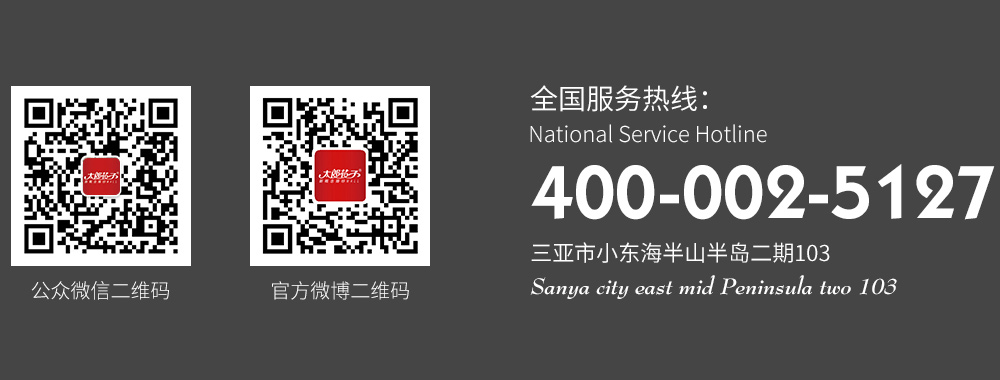 公众微信二维码
官方微博二维码
全国服务热线：
National Service Hotline
400-002-5127
三亚市小东海半山半岛二期103
Sanya city east mid Peninsula two 103